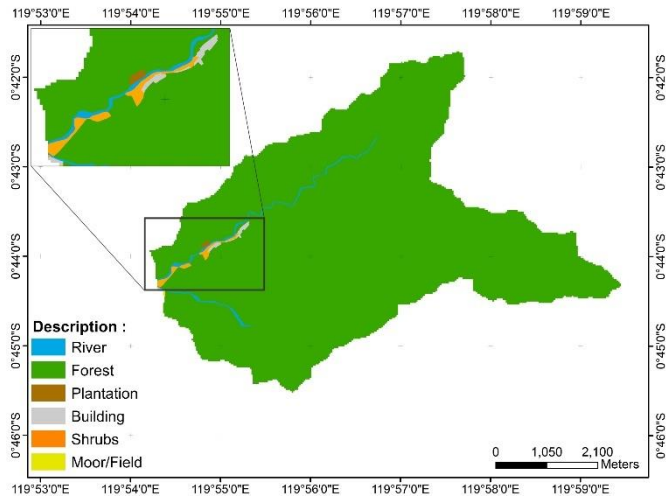 119°53'0"E 119°54'0"E 119°55'0"E 119°56'0"E 119°57'0"E 119°58'0"E 119°59'0"E
0°42'0"S 0°42'0"S
0°43'0"S 0°43'0"S
0°44'0"S 0°44'0"S
0°45'0"S 0°45'0"S
0°46'0"S 0°46'0"S
Description :
River
Forest
Plantation
Building
Shrubs
Moor/Field
0 1,050 2,100
Meters
119°53'0"E 119°54'0"E 119°55'0"E 119°56'0"E 119°57'0"E 119°58'0"E 119°59'0"E